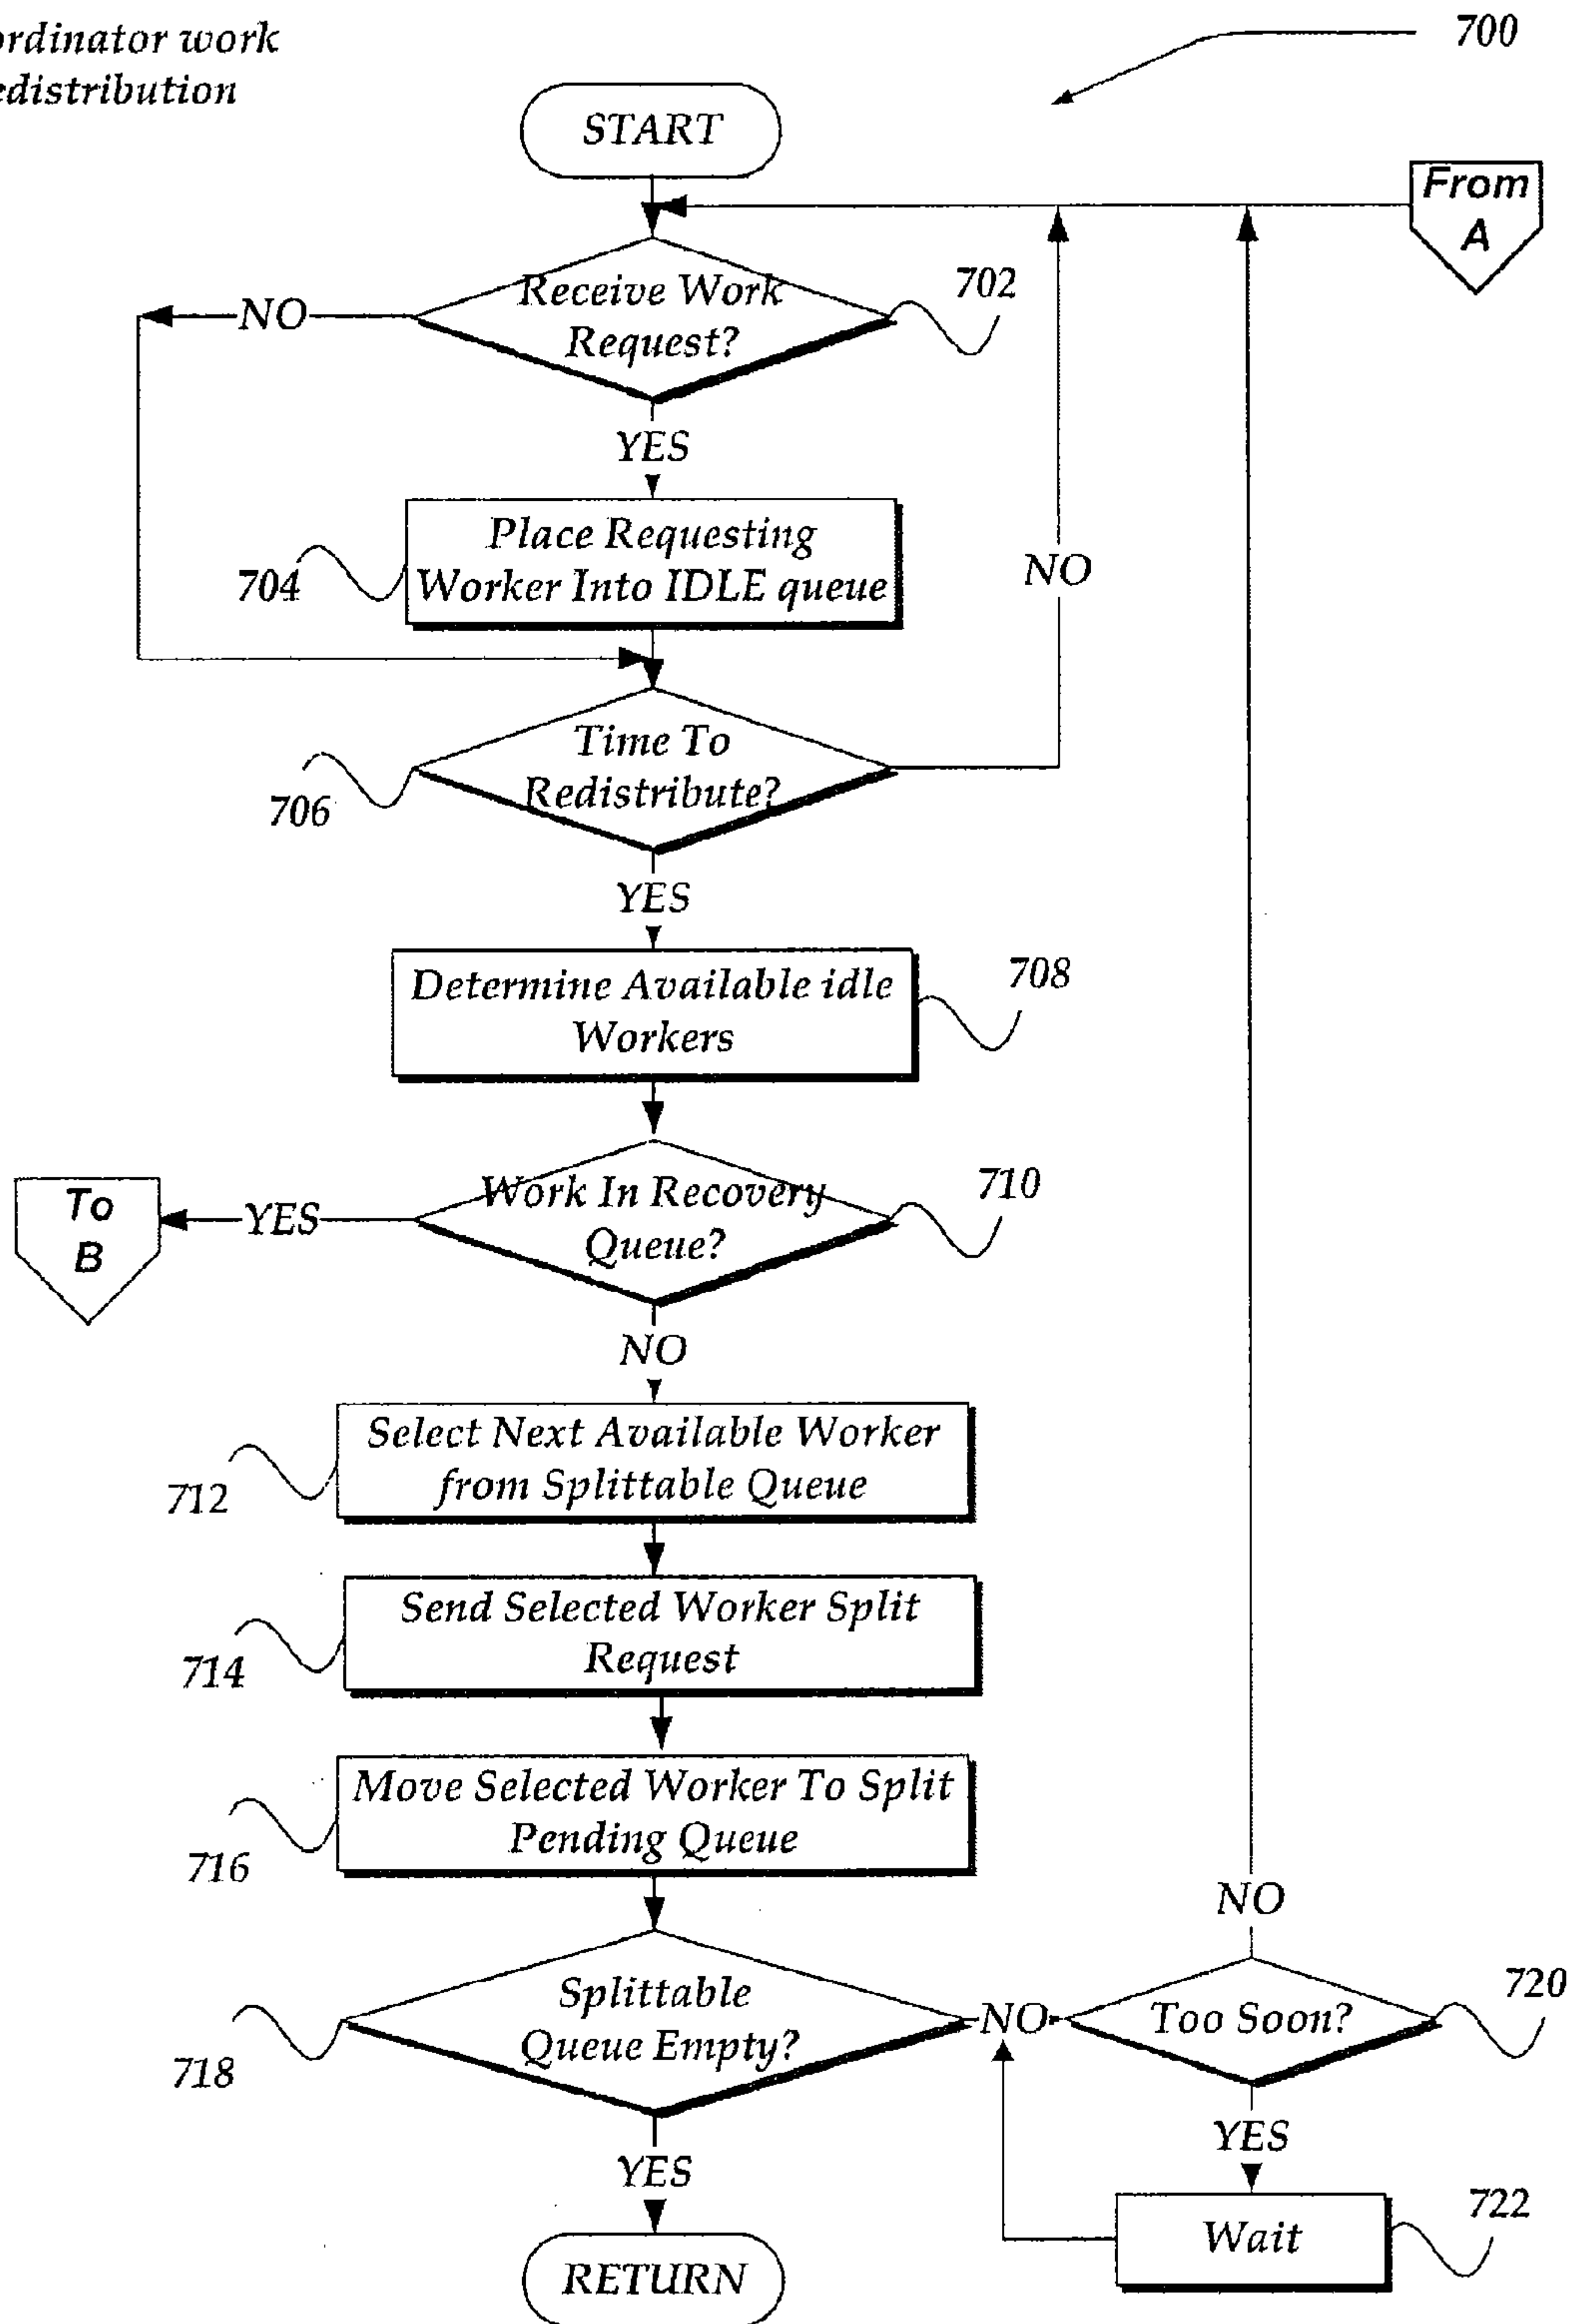 ordinator work
edistribution
700
START
From
A
Receive Work
Request?
702
NO
YES
Place Requesting
Worker Into IDLE queue
704
NO
Time To
Redistribute?
706
YES
Determine Available idle
Workers
708
To
B
YES
Work In Recovery
Queue?
710
NO
Select Next Available Worker
from Splittable Queue
712
Send Selected Worker Split
Request
714
Move Selected Worker To Split
Pending Queue
716
NO
Splittable
Queue Empty?
718
NO
Too Soon?
720
YES
YES
Wait
722
RETURN